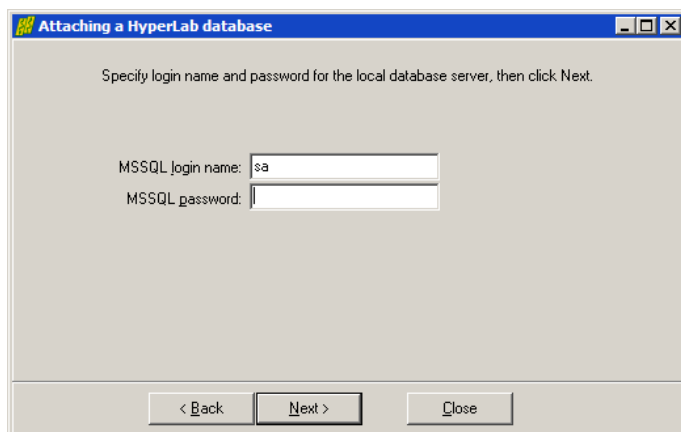 Attaching a HyperLab database
Specify login name and password for the local database server, then click Next.
MSSQL login name: sa
MSSQL password:
< Back Next > Close